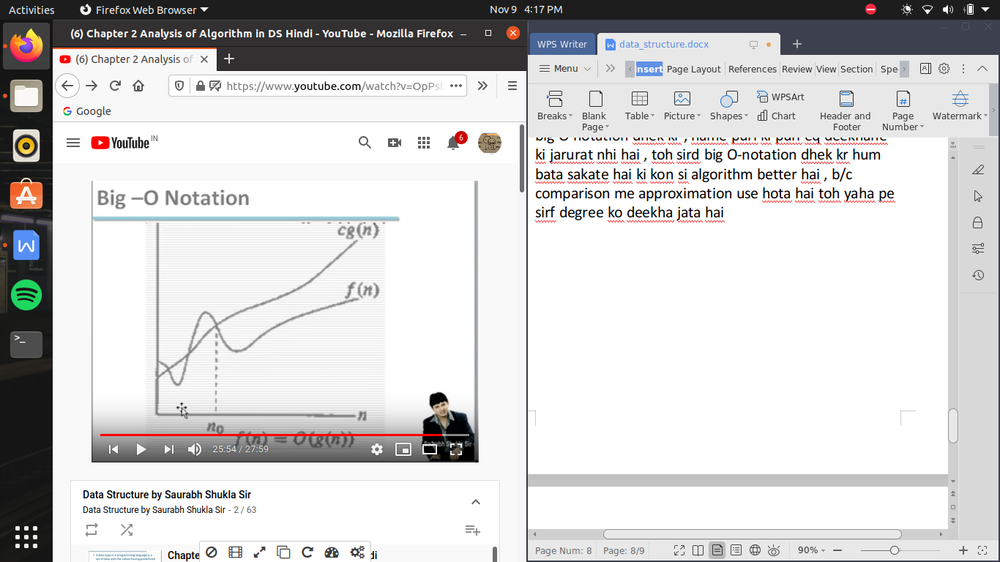 Activities
Firefox Web Browser
Nov 9 4:17 PM
(6) Chapter 2 Analysis of Algorithm in DS Hindi - YouTube - Mozilla Firefox
(6) Chapter 2 Analysis of
https://www.youtube.com/watch?v=OpPs
Google
YouTube IN
6
Big –O Notation
cg(n)
f(n)
n
n0
f(n) = O(g(n))
25:54 / 27:59
Data Structure by Saurabh Shukla Sir
Data Structure by Saurabh Shukla Sir - 2 / 63
Chapte
di
WPS Writer
data_structure.docx
Menu
Insert Page Layout References Review View Section Spe
WPSArt
Chart
Breaks Blank Page Table Picture Shapes Header and Footer Page Number Watermark
big O-notation dhek kr , hame puri ki puri eq deekhane
ki jarurat nhi hai , toh sird big O-notation dhek kr hum
bata sakate hai ki kon si algorithm better hai , b/c
comparison me approximation use hota hai toh yaha pe
sirf degree ko deekha jata hai
Page Num: 8 Page: 8/9
90%